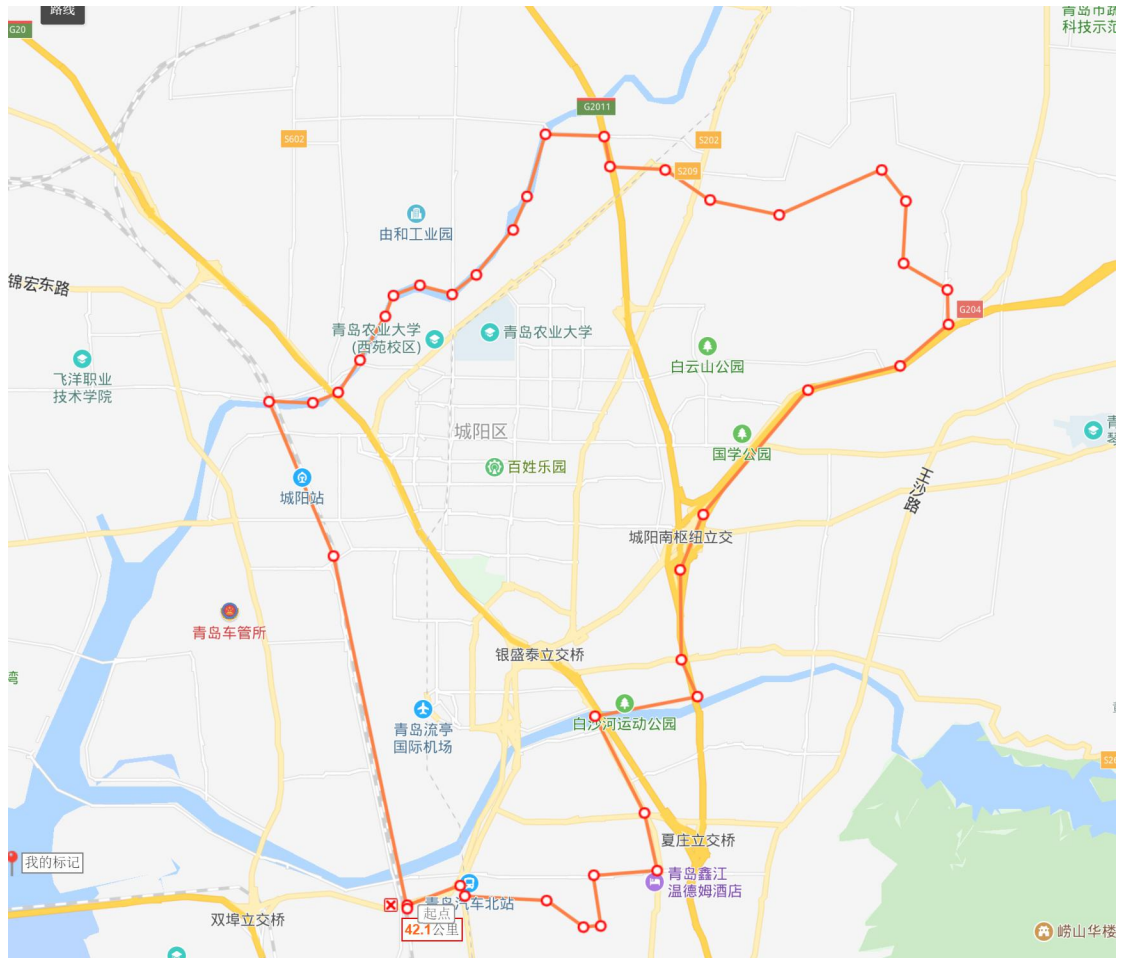 路线
青岛市蔬
科技示范
G20
G2011
S602
S202
S209
由和工业园
锦宏东路
G204
青岛农业大学
(西苑校区)
青岛农业大学
白云山公园
飞洋职业
技术学院
青
琴
城阳区
国学公园
百姓乐园
王沙路
城阳站
城阳南枢纽立交
青岛车管所
银盛泰立交桥
湾
青岛流亭
国际机场
白沙河运动公园
S26
夏庄立交桥
我的标记
青岛鑫江
温德姆酒店
青岛汽车北站
起点
双埠立交桥
42.1公里
崂山华楼